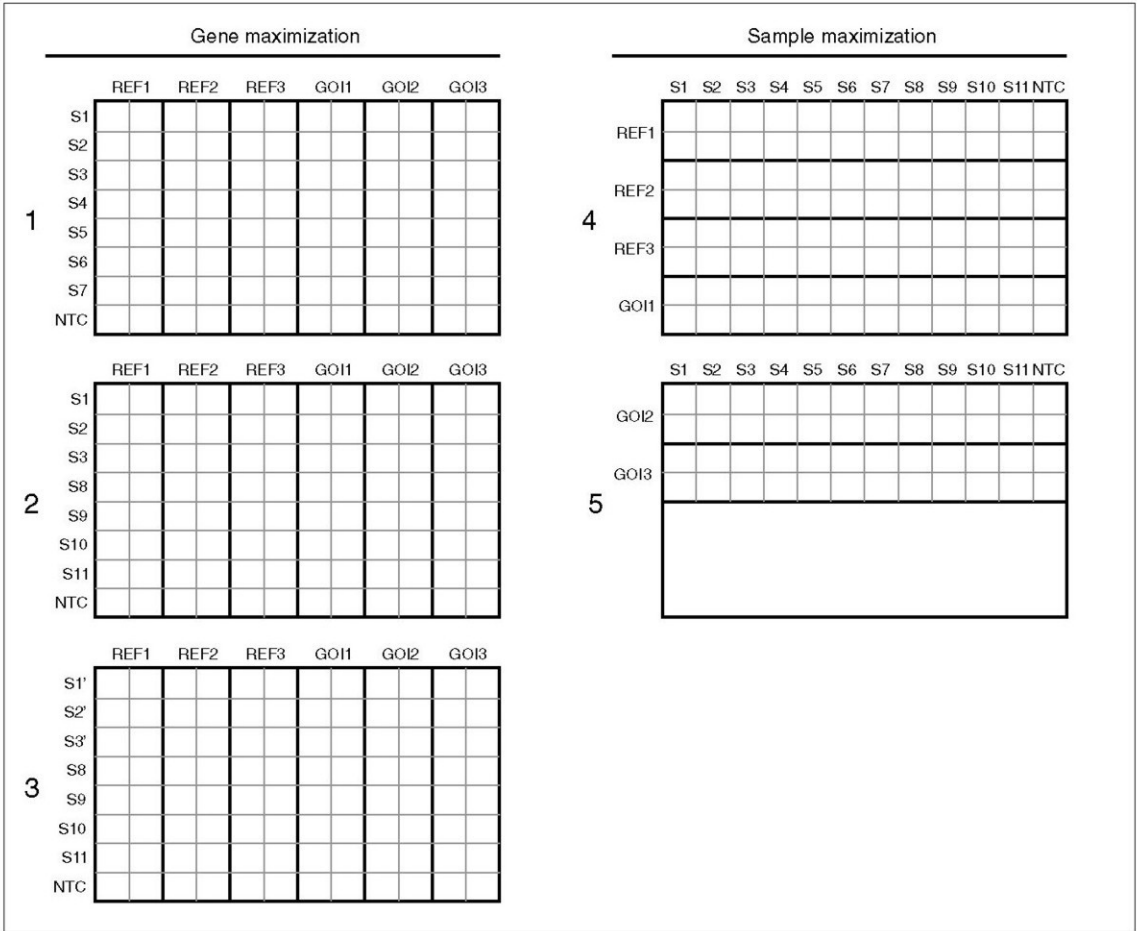 Gene maximization
REF1 REF2 REF3 GOI1 GOI2 GOI3
S1
S2
S3
S4
S5
S6
S7
NTC
1
REF1 REF2 REF3 GOI1 GOI2 GOI3
S1
S2
S3
S8
S9
S10
S11
NTC
2
REF1 REF2 REF3 GOI1 GOI2 GOI3
S1'
S2'
S3'
S8
S9
S10
S11
NTC
3
Sample maximization
S1 S2 S3 S4 S5 S6 S7 S8 S9 S10 S11 NTC
REF1
REF2
REF3
GOI1
4
S1 S2 S3 S4 S5 S6 S7 S8 S9 S10 S11 NTC
GOI2
GOI3
5